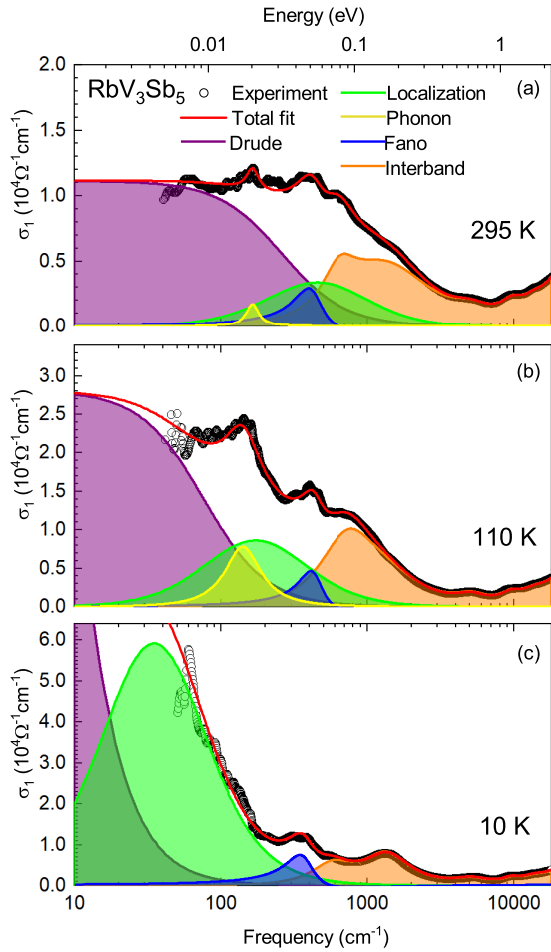 Energy (eV)
0.01 0.1 1
2.0
(a)
RbV₃Sb₅
Experiment
Localization
Total fit
Phonon
Drude
Fano
Interband
1.5
1.0
0.5
0.0
σ₁ (10⁴Ω⁻¹cm⁻¹)
295 K
(b)
3.0
2.5
2.0
1.5
1.0
0.5
0.0
σ₁ (10⁴Ω⁻¹cm⁻¹)
110 K
(c)
6.0
5.0
4.0
3.0
2.0
1.0
0.0
σ₁ (10⁴Ω⁻¹cm⁻¹)
10 K
10 100 1000 10000
Frequency (cm⁻¹)